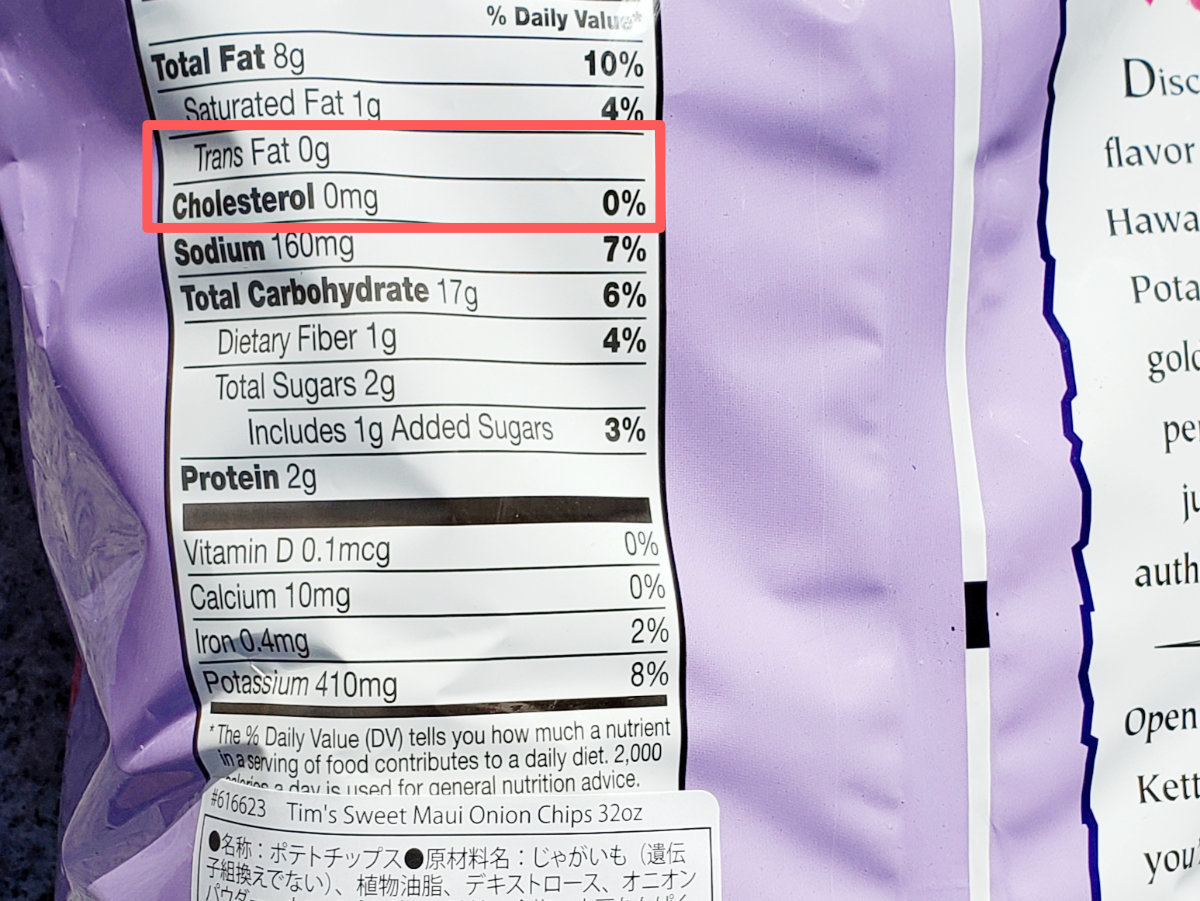 % Daily Value*
Total Fat 8g 10%
Saturated Fat 1g 4%
Trans Fat 0g
Cholesterol 0mg 0%
Sodium 160mg 7%
Total Carbohydrate 17g 6%
Dietary Fiber 1g 4%
Total Sugars 2g
Includes 1g Added Sugars 3%
Protein 2g
Vitamin D 0.1mcg 0%
Calcium 10mg 0%
Iron 0.4mg 2%
Potassium 410mg 8%
*The % Daily Value (DV) tells you how much a nutrient
in a serving of food contributes to a daily diet. 2,000
calories a day is used for general nutrition advice.
#616623 Tim's Sweet Maui Onion Chips 32oz
●名称：ポテトチップス●原材料名：じゃがいも（遺伝
子組換えでない）、植物油脂、デキストロース、オニオン
パウダー
Disc
flavor
Hawa
Pota
gold
per
ju
auth
Open
Kett
you'